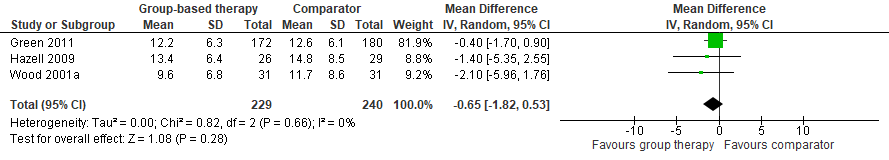 Group-based therapy Comparator Mean Difference Mean Difference
Study or Subgroup Mean SD Total Mean SD Total Weight IV, Random, 95% CI IV, Random, 95% CI
Green 2011 12.2 6.3 172 12.6 6.1 180 81.9% -0.40 [-1.70, 0.90]
Hazell 2009 13.4 6.4 26 14.8 8.5 29 8.8% -1.40 [-5.35, 2.55]
Wood 2001a 9.6 6.8 31 11.7 8.6 31 9.2% -2.10 [-5.96, 1.76]
Total (95% CI) 229 240 100.0% -0.65 [-1.82, 0.53]
Heterogeneity: Tau² = 0.00; Chi² = 0.82, df = 2 (P = 0.66); I² = 0%
Test for overall effect: Z = 1.08 (P = 0.28)
-10 -5 0 5 10
Favours group therapy Favours comparator